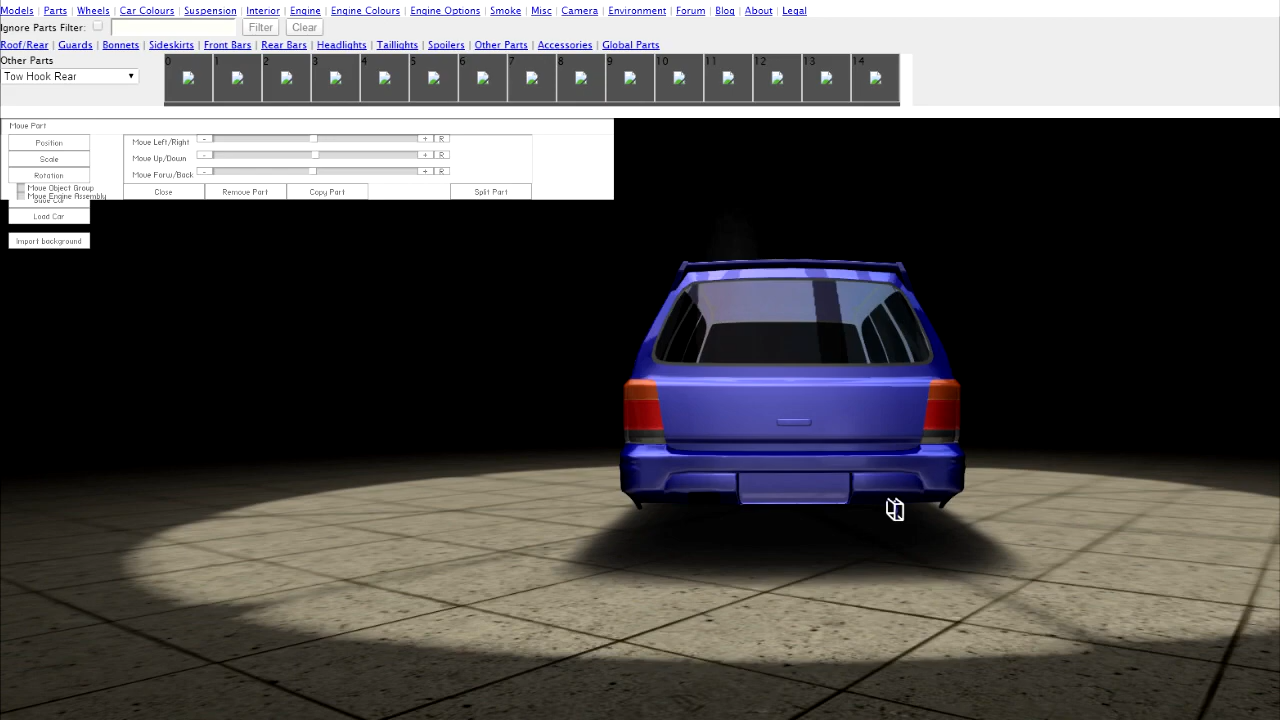 Models | Parts | Wheels | Car Colours | Suspension | Interior | Engine | Engine Colours | Engine Options | Smoke | Misc | Camera | Environment | Forum | Blog | About | Legal
Ignore Parts Filter: Filter Clear
Roof/Rear | Guards | Bonnets | Sideskirts | Front Bars | Rear Bars | Headlights | Taillights | Spoilers | Other Parts | Accessories | Global Parts
Other Parts
0 1 2 3 4 5 6 7 8 9 10 11 12 13 14
Tow Hook Rear
Move Part
Position Move Left/Right - + R
Scale Move Up/Down - + R
Rotation Move Forw/Back - + R
Move Object Group
Close Remove Part Copy Part Split Part
Move Engine Assembly
Save Car
Load Car
Import background